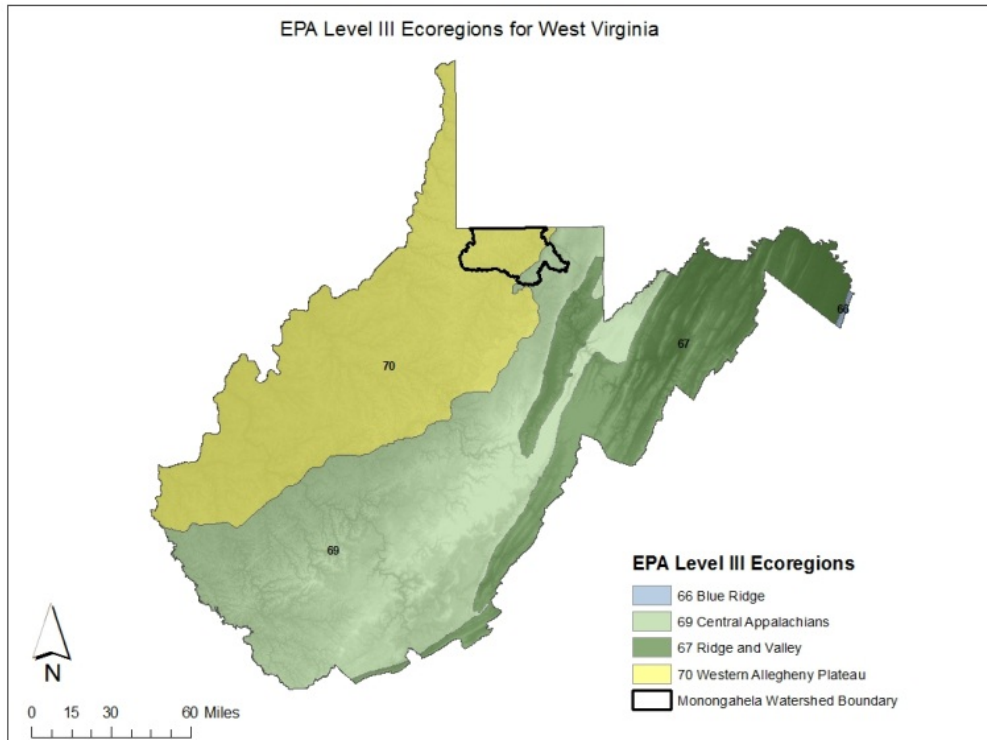 EPA Level III Ecoregions for West Virginia
66
67
70
69
EPA Level III Ecoregions
66 Blue Ridge
69 Central Appalachians
67 Ridge and Valley
70 Western Allegheny Plateau
Monongahela Watershed Boundary
N
0 15 30 60 Miles